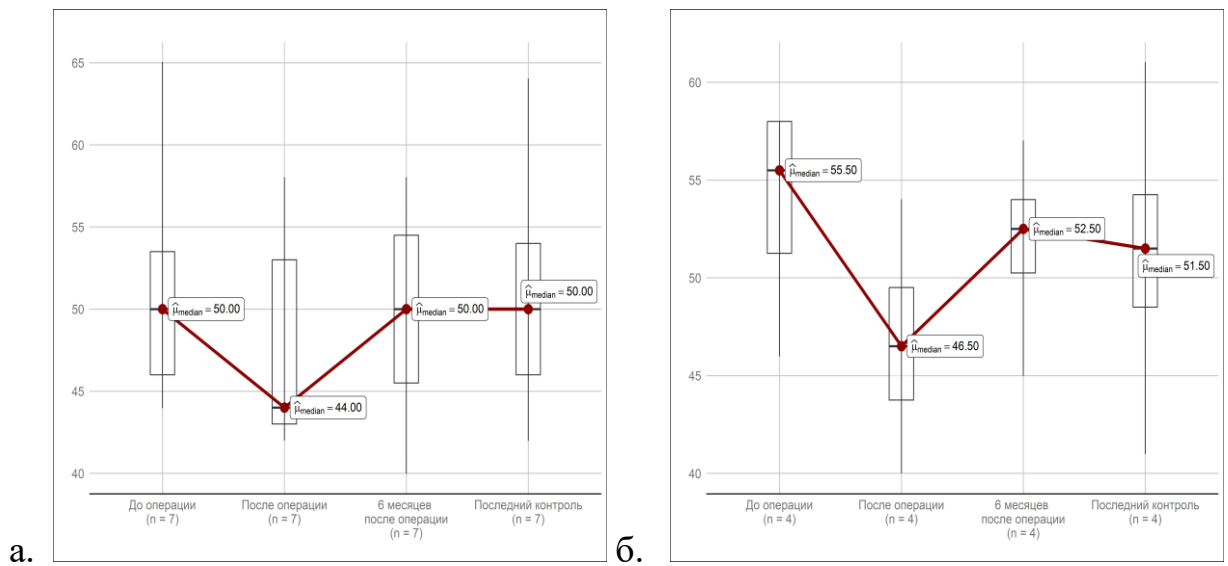 65
60
55
50
45
40
μ̂median = 50.00
μ̂median = 44.00
μ̂median = 50.00
μ̂median = 50.00
До операции
(n = 7)
После операции
(n = 7)
6 месяцев
после операции
(n = 7)
Последний контроль
(n = 7)
а.
60
55
50
45
40
μ̂median = 55.50
μ̂median = 46.50
μ̂median = 52.50
μ̂median = 51.50
До операции
(n = 4)
После операции
(n = 4)
6 месяцев
после операции
(n = 4)
Последний контроль
(n = 4)
б.